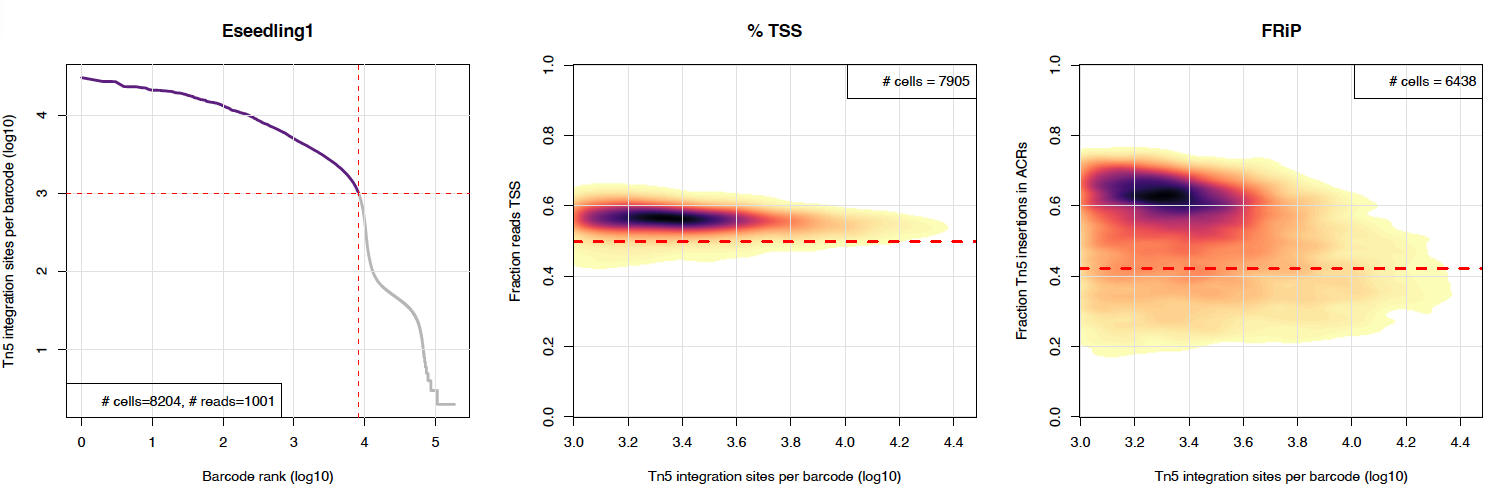 Eseedling1
Tn5 integration sites per barcode (log10)
4
3
2
1
# cells=8204, # reads=1001
0 1 2 3 4 5
Barcode rank (log10)
% TSS
# cells = 7905
Fraction reads TSS
1.0
0.8
0.6
0.4
0.2
0.0
3.0 3.2 3.4 3.6 3.8 4.0 4.2 4.4
Tn5 integration sites per barcode (log10)
FRiP
# cells = 6438
Fraction Tn5 insertions in ACRs
1.0
0.8
0.6
0.4
0.2
0.0
3.0 3.2 3.4 3.6 3.8 4.0 4.2 4.4
Tn5 integration sites per barcode (log10)